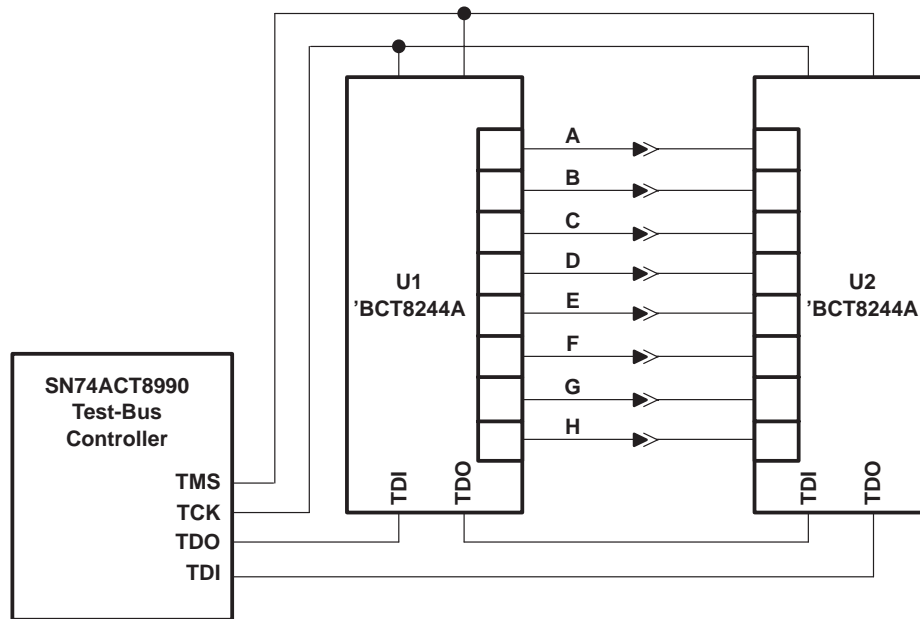 A
B
C
D
E
F
G
H
U1
’BCT8244A
TDI
TDO
U2
’BCT8244A
TDI
TDO
SN74ACT8990
Test-Bus
Controller
TMS
TCK
TDO
TDI